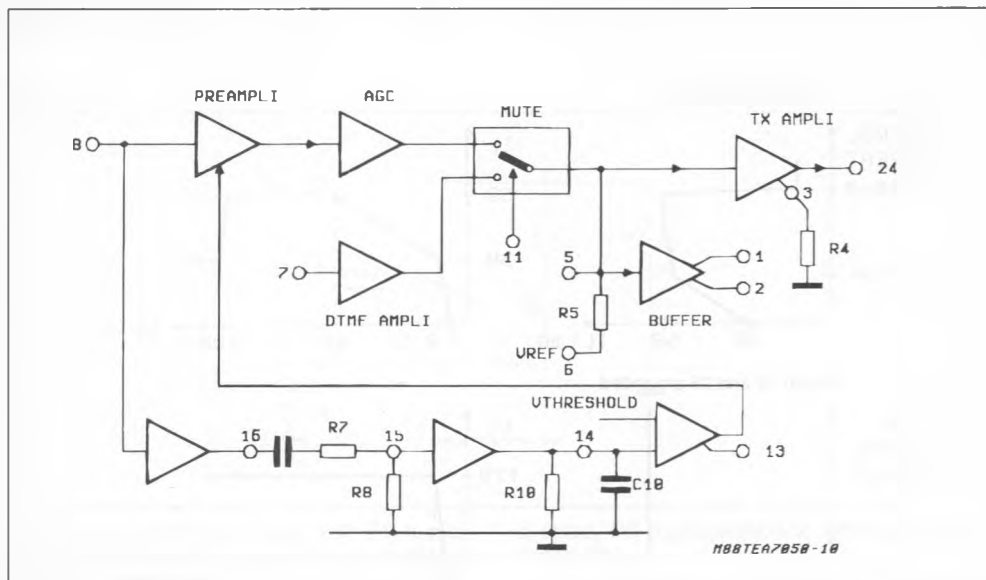 PREAMPLI
AGC
MUTE
TX AMPLI
8
24
3
11
R4
7
5
1
2
DTMF AMPLI
R5
BUFFER
VREF
6
VTHRESHOLD
16
R7
15
14
13
R8
R10
C10
M88TEA7050-10